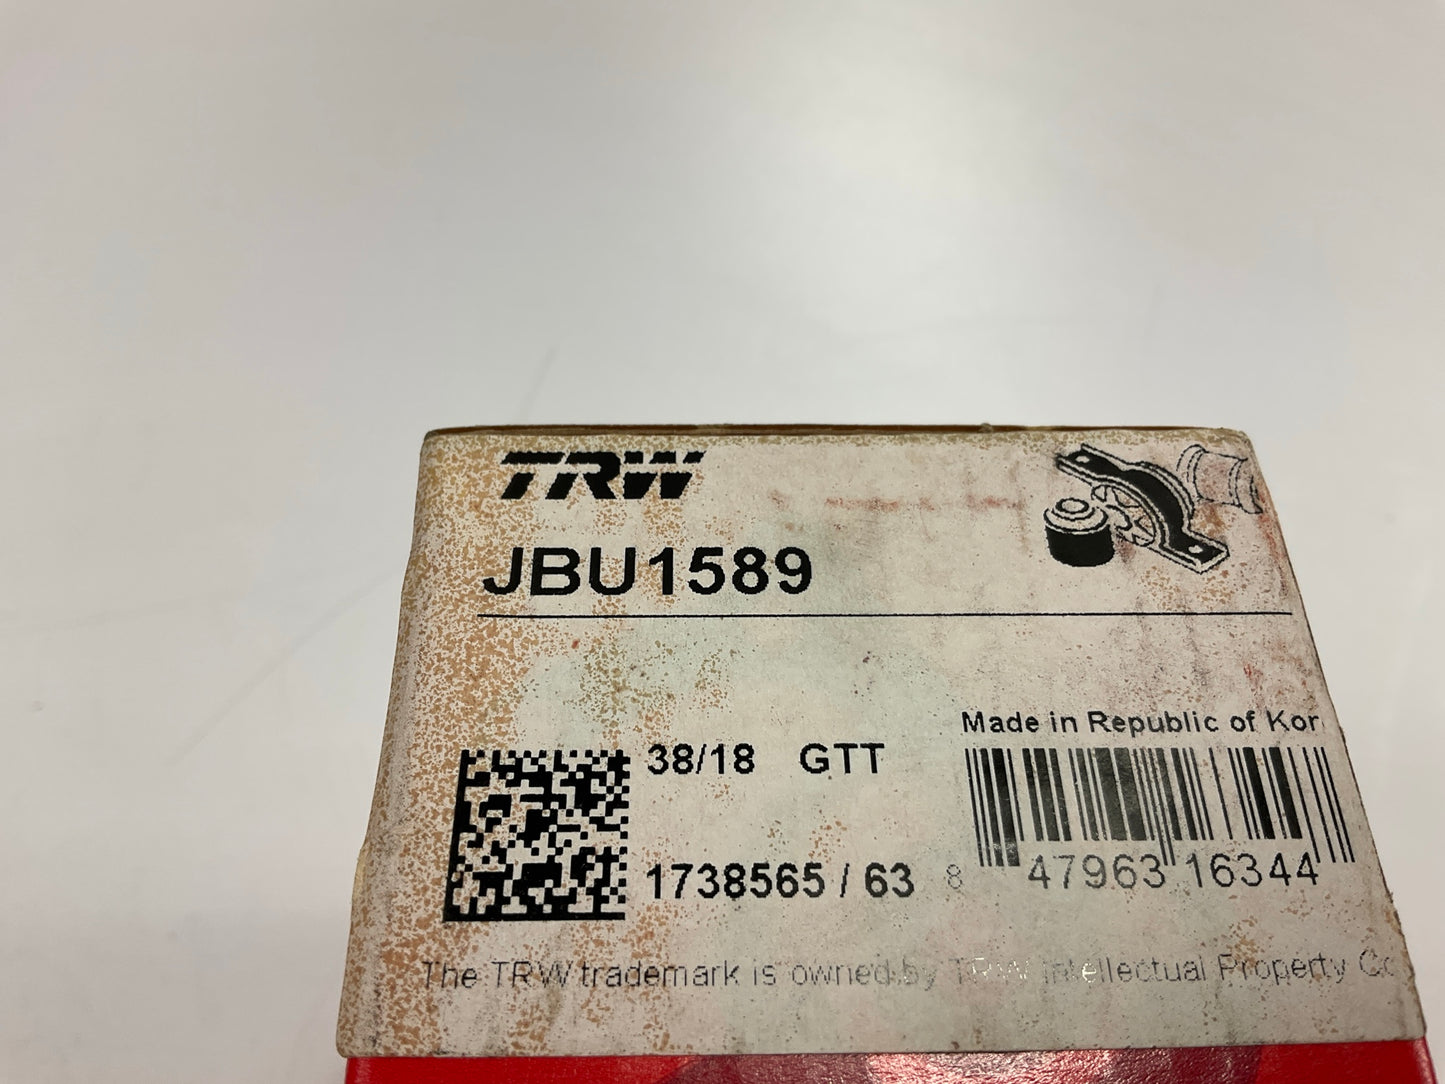 TRW
JBU1589
Made in Republic of Kor
38/18 GTT
1738565 / 63
8 47963 16344
The TRW trademark is owned by TRW Intellectual Property Co